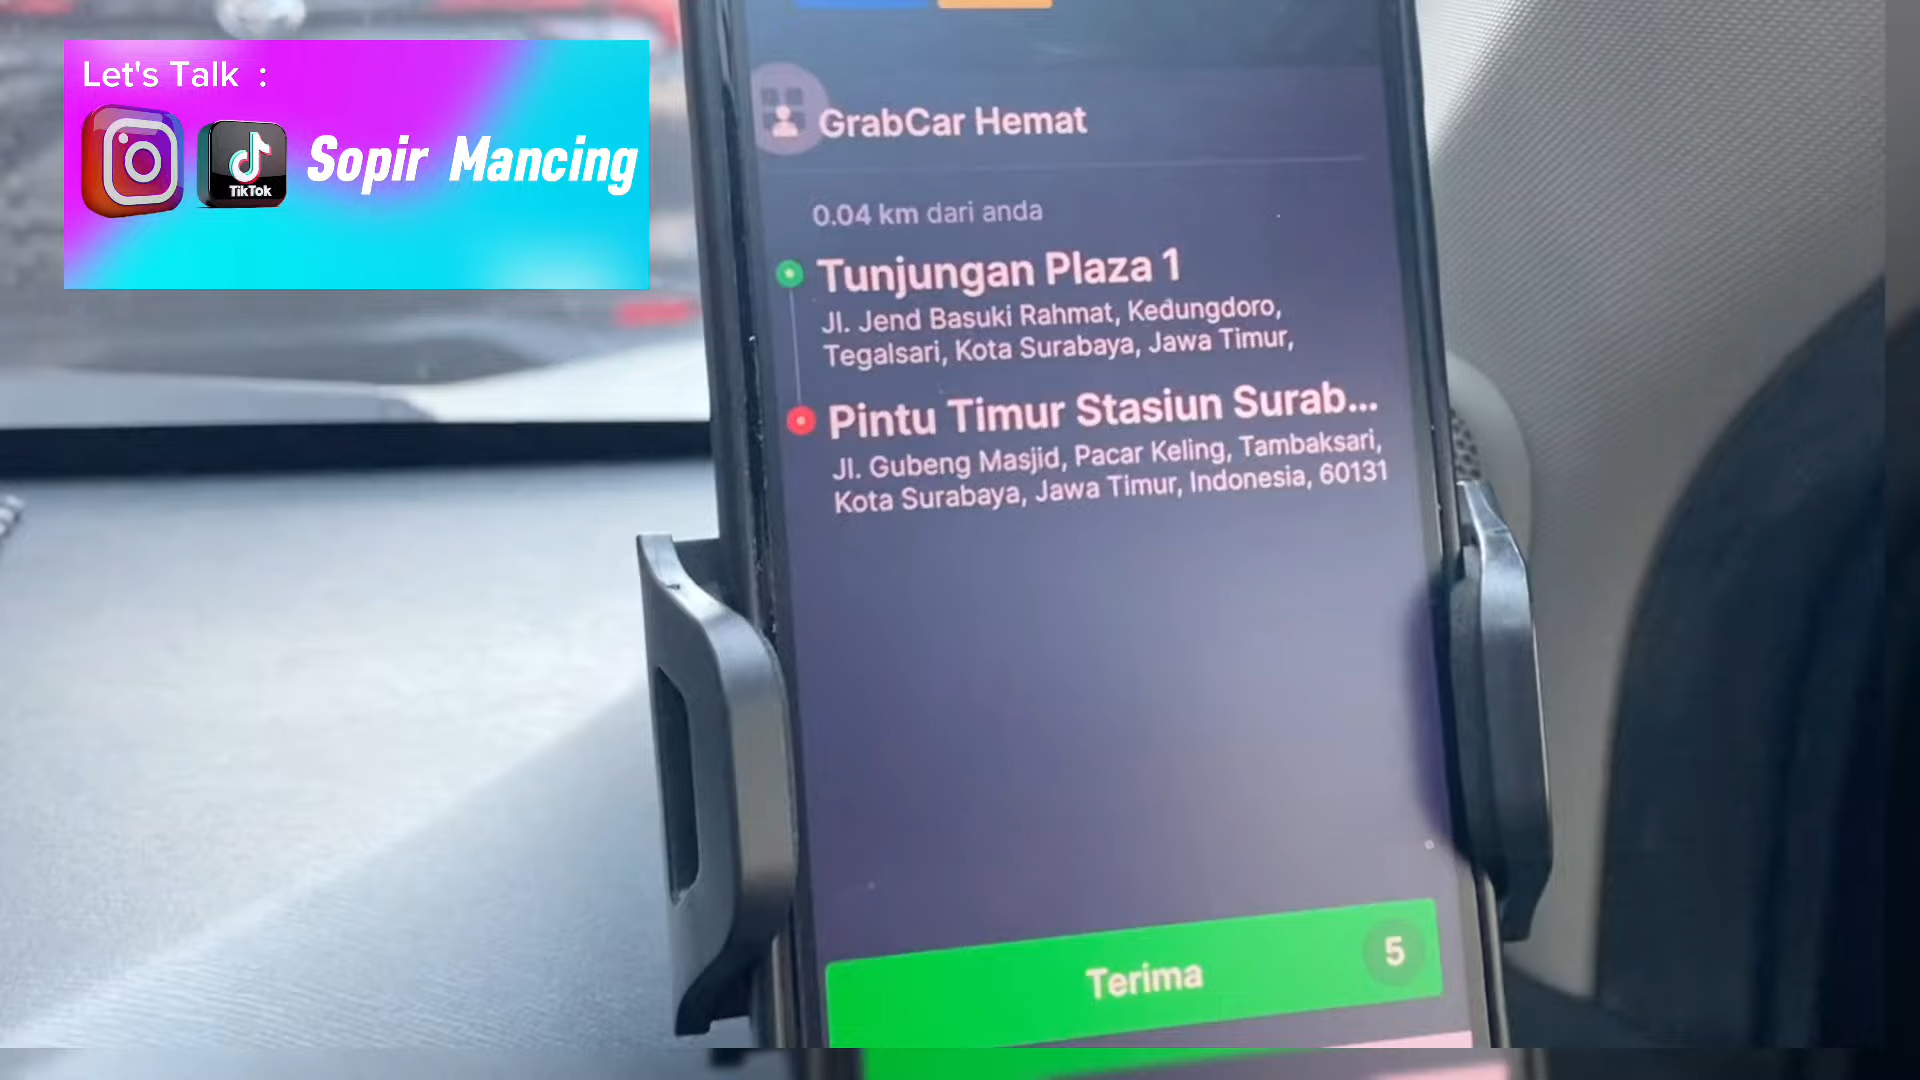 Let's Talk :
TikTok
Sopir Mancing
GrabCar Hemat
0.04 km dari anda
Tunjungan Plaza 1
Jl. Jend Basuki Rahmat, Kedungdoro,
Tegalsari, Kota Surabaya, Jawa Timur,
Pintu Timur Stasiun Surab...
Jl. Gubeng Masjid, Pacar Keling, Tambaksari,
Kota Surabaya, Jawa Timur, Indonesia, 60131
Terima
5